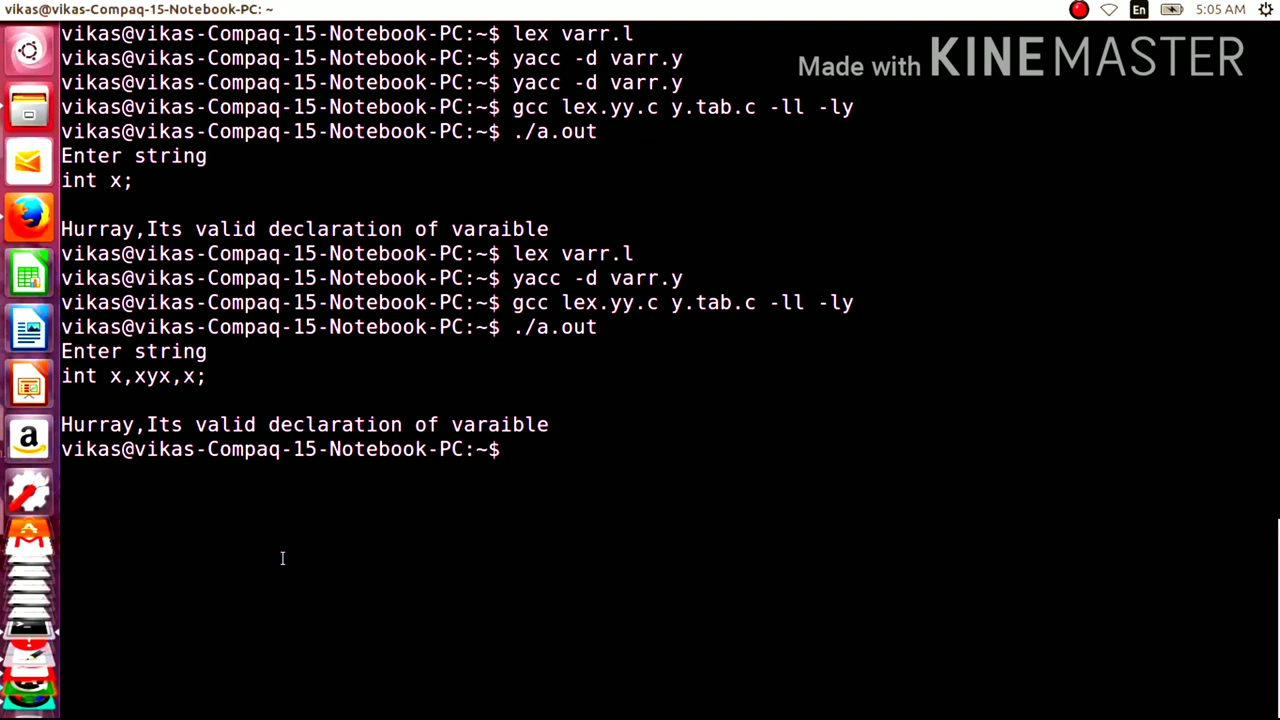 vikas@vikas-Compaq-15-Notebook-PC: ~
En
5:05 AM
Made with KINEMASTER
vikas@vikas-Compaq-15-Notebook-PC:~$ lex varr.l
vikas@vikas-Compaq-15-Notebook-PC:~$ yacc -d varr.y
vikas@vikas-Compaq-15-Notebook-PC:~$ yacc -d varr.y
vikas@vikas-Compaq-15-Notebook-PC:~$ gcc lex.yy.c y.tab.c -ll -ly
vikas@vikas-Compaq-15-Notebook-PC:~$ ./a.out
Enter string
int x;
Hurray,Its valid declaration of varaible
vikas@vikas-Compaq-15-Notebook-PC:~$ lex varr.l
vikas@vikas-Compaq-15-Notebook-PC:~$ yacc -d varr.y
vikas@vikas-Compaq-15-Notebook-PC:~$ gcc lex.yy.c y.tab.c -ll -ly
vikas@vikas-Compaq-15-Notebook-PC:~$ ./a.out
Enter string
int x,xyx,x;
Hurray,Its valid declaration of varaible
vikas@vikas-Compaq-15-Notebook-PC:~$